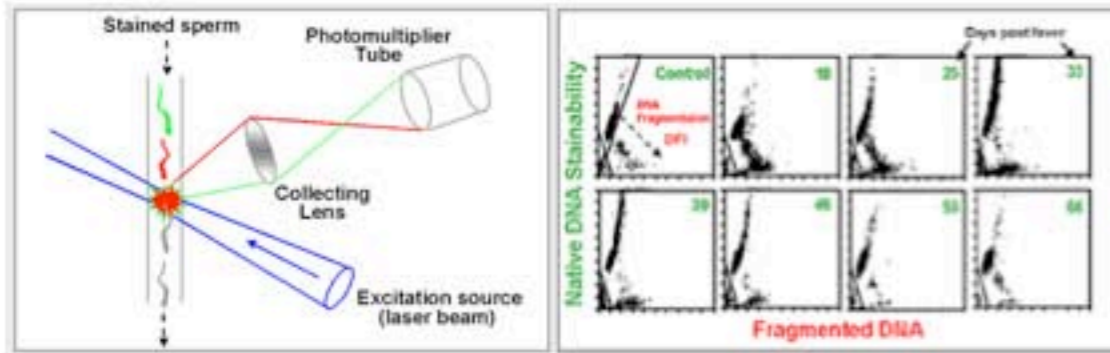 Stained sperm
Photomultiplier
Tube
Collecting
Lens
Excitation source
(laser beam)
Days post fever
Native DNA Stainability
Control
DNA
Fragmentation
DFI
18
25
33
39
46
53
Fragmented DNA